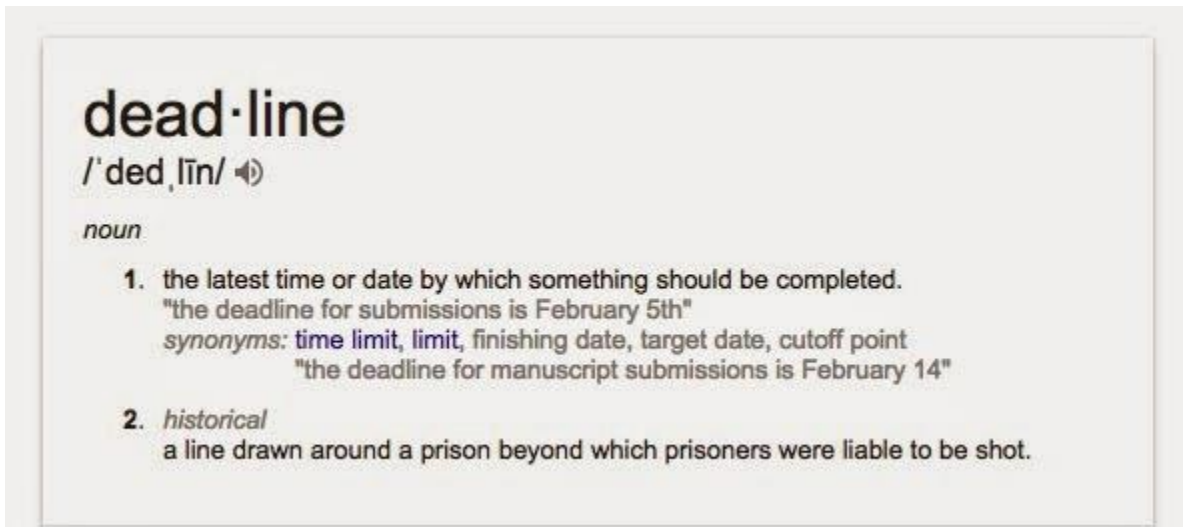 dead·line
/ˈdedˌlīn/
noun
1. the latest time or date by which something should be completed.
"the deadline for submissions is February 5th"
synonyms: time limit, limit, finishing date, target date, cutoff point
"the deadline for manuscript submissions is February 14"
2. historical
a line drawn around a prison beyond which prisoners were liable to be shot.